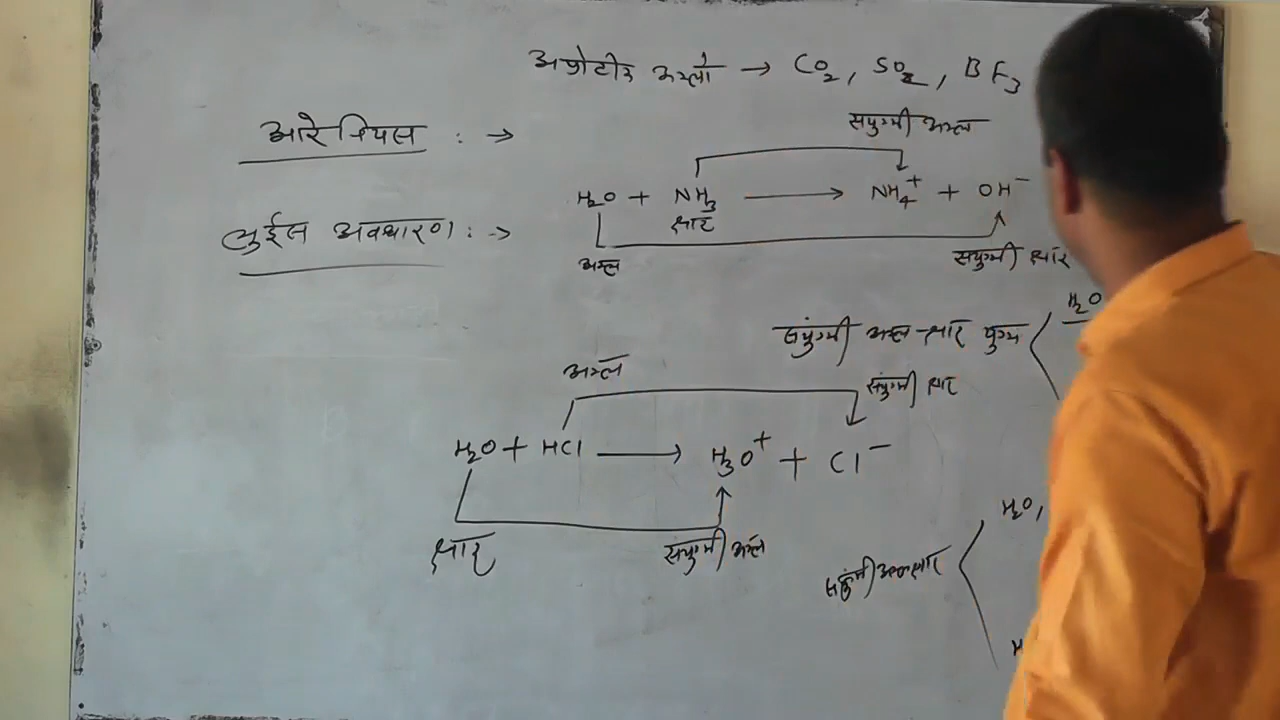 अप्रोटीक अम्लो → CO₂, SO₂, BF₃
आरेनियस : →
संयुग्मी अम्ल
H₂O + NH₃ → NH₄⁺ + OH⁻
क्षार
लुईस अवधारणा : →
अम्ल
संयुग्मी क्षार
संयुग्मी अम्ल-क्षार युग्म
H₂O
अम्ल
संयुग्मी क्षार
H₂O + HCl → H₃O⁺ + Cl⁻
क्षार
संयुग्मी अम्ल
H₂O,